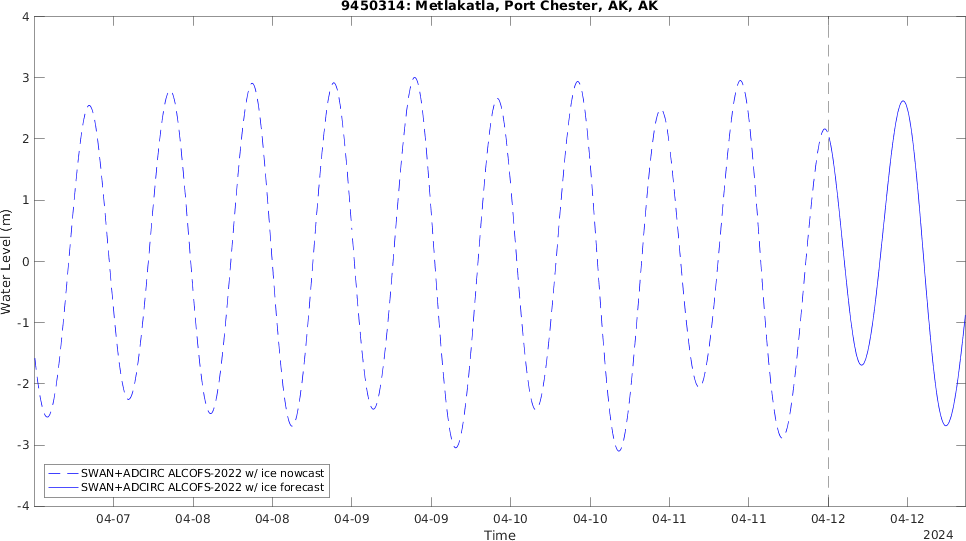 9450314: Metlakatla, Port Chester, AK, AK
4
3
2
1
0
-1
-2
-3
-4
Water Level (m)
SWAN+ADCIRC ALCOFS-2022 w/ ice nowcast
SWAN+ADCIRC ALCOFS-2022 w/ ice forecast
04-07 04-08 04-08 04-09 04-09 04-10 04-10 04-11 04-11 04-12 04-12
Time
2024